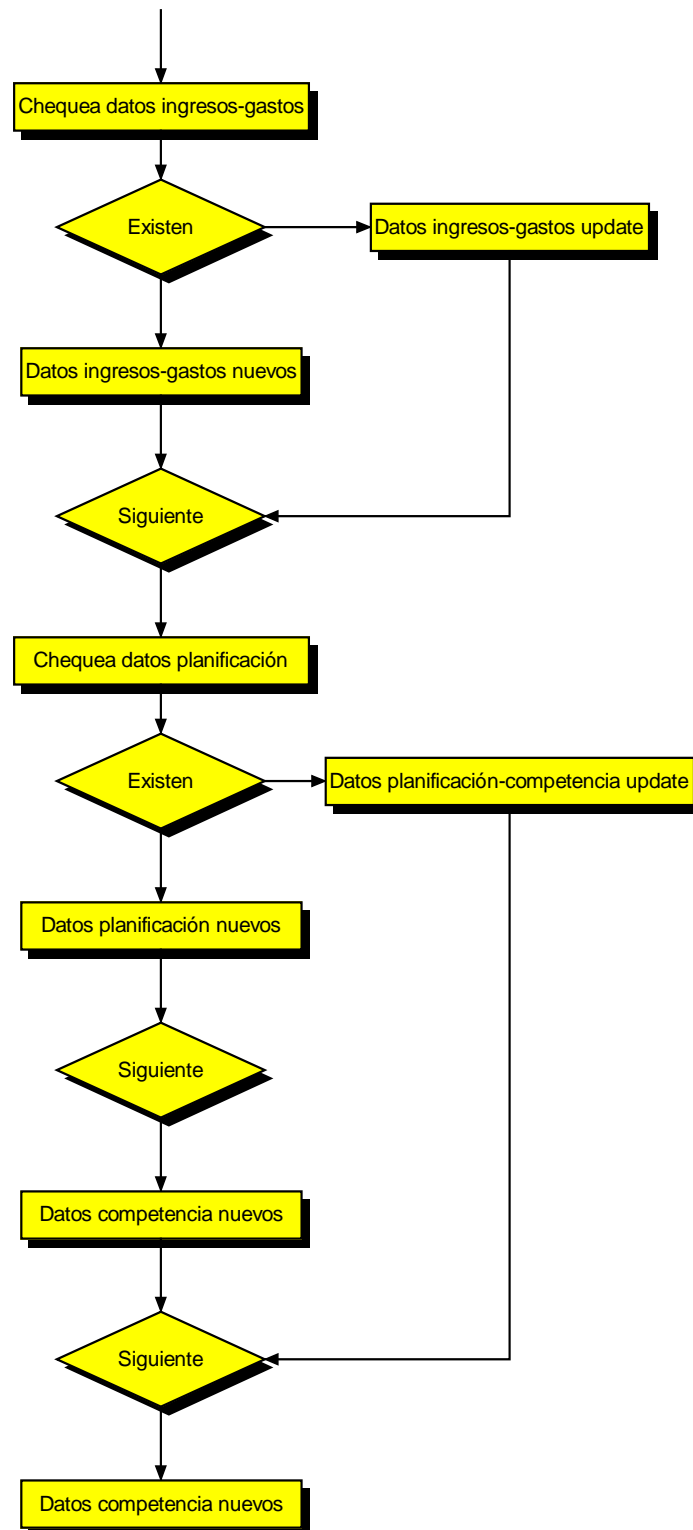 Chequea datos ingresos-gastos
Existen
Datos ingresos-gastos update
Datos ingresos-gastos nuevos
Siguiente
Chequea datos planificación
Existen
Datos planificación-competencia update
Datos planificación nuevos
Siguiente
Datos competencia nuevos
Siguiente
Datos competencia nuevos